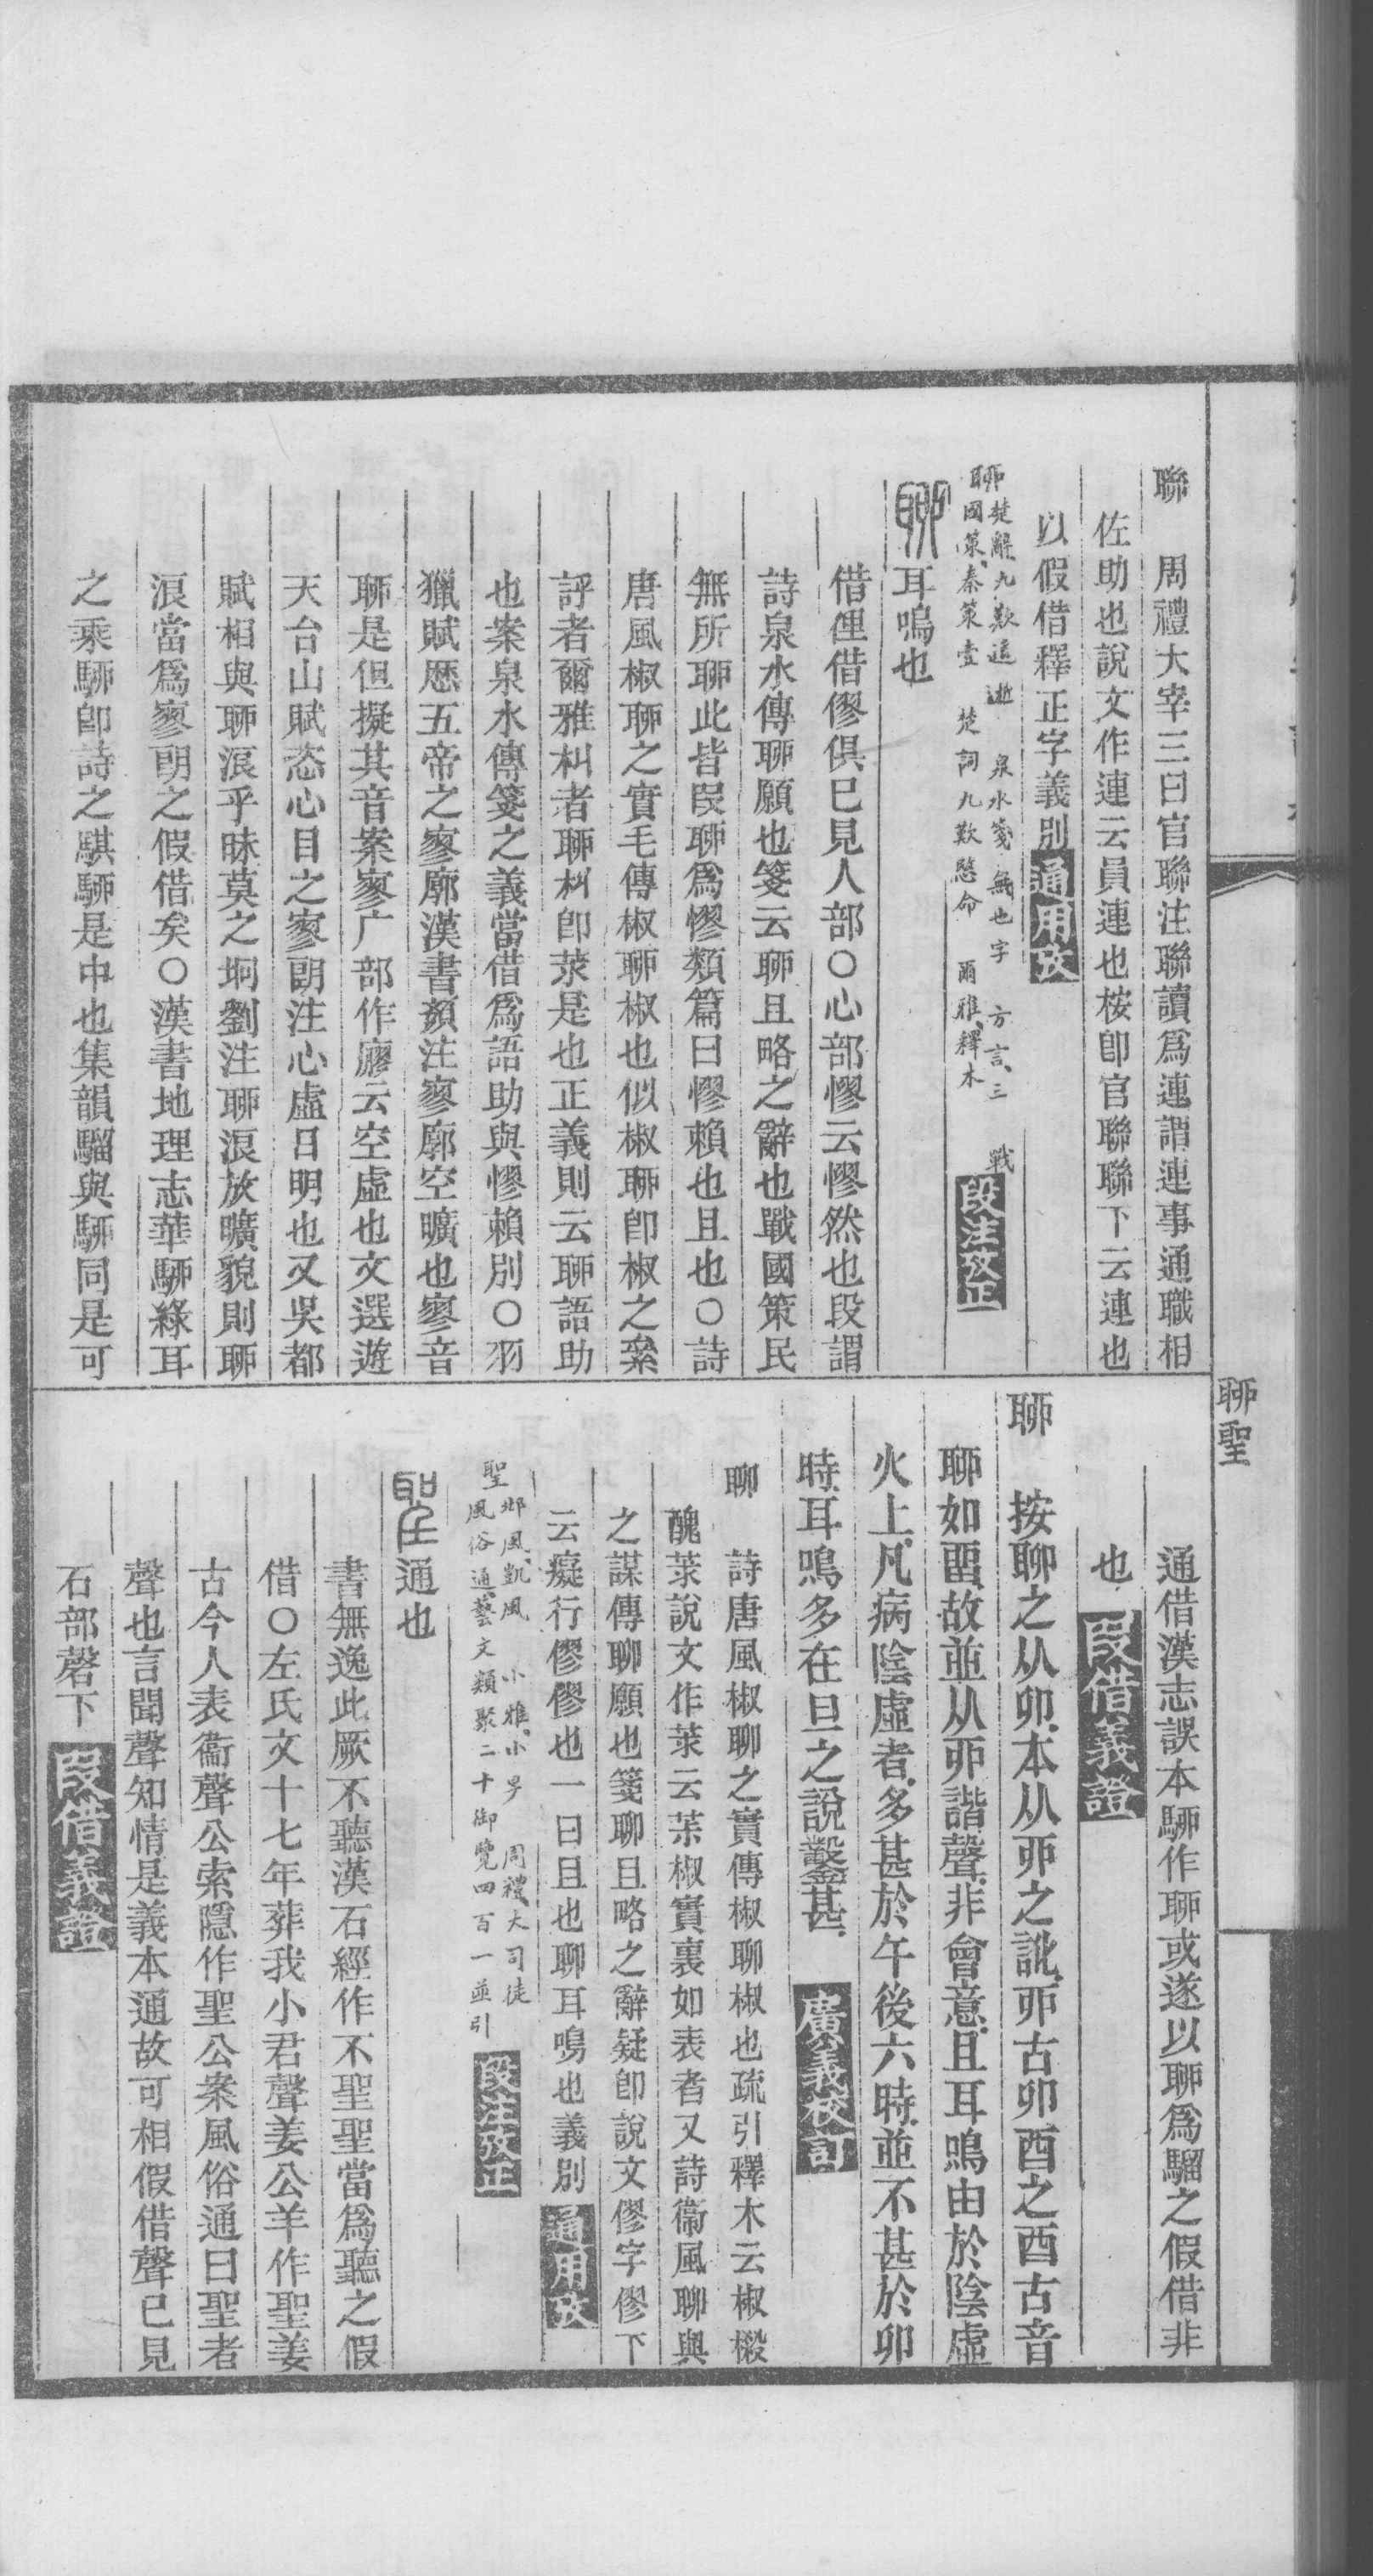 聯　周禮大宰三曰官聯注聯讀爲連謂連事通職相
佐助也說文作連云員連也桉卽官聯聯下云連也
以假借釋正字義別通用攷
聊楚辭九歎遠逝　泉水箋無也字　方言三　戰
國策秦策壹　楚詞九歎愍命　爾雅釋木　段注攷正
聊耳鳴也
借俚借僇俱已見人部〇心部憀云憀然也段謂
詩泉水傳聊願也箋云聊且略之辭也戰國策民
無所聊此皆叚聊爲憀類篇曰憀賴也且也〇詩
唐風椒聊之實毛傳椒聊椒也似椒聊卽椒之棸
評者爾雅朻者聊朻卽莍是也正義則云聊語助
也案泉水傳箋之義當借爲語助與憀賴別〇羽
獵賦歷五帝之寥廓漢書顏注寥廓空曠也寥音
聊是但擬其音案寥广部作廫云空虛也文選遊
天台山賦恣心目之寥朗注心虛目明也又吳都
賦相與聊浪乎昧莫之坰劉注聊浪放曠貌則聊
浪當爲寥朗之假借矣〇漢書地理志華駵綠耳
之乘駵卽詩之騏駵是中也集韻騮與駵同是可
聊聖
通借漢志誤本駵作聊或遂以聊爲騮之假借非
也　叚借義證
聊　按聊之从卯本从丣之訛丣古卯酉之酉古音
聊如畱故並从丣諧聲非會意且耳鳴由於陰虛
火上凡病陰虛者多甚於午後六時並不甚於卯
時耳鳴多在旦之說鑿甚　廣義校訂
聊　詩唐風椒聊之實傳椒聊椒也疏引釋木云椒樧
醜莍說文作莍云茮椒實裏如表者又詩衞風聊與
之謀傳聊願也箋聊且略之辭疑卽說文僇字僇下
云癡行僇僇也一曰且也聊耳鳴也義別　通用攷
聖邶風凱風　小雅小旻　周禮大司徒
風俗通藝文類聚二十御覽四百一並引　段注攷正
聖通也
書無逸此厥不聽漢石經作不聖聖當爲聽之假
借〇左氏文十七年葬我小君聲姜公羊作聖姜
古今人表衞聲公索隱作聖公案風俗通曰聖者
聲也言聞聲知情是義本通故可相假借聲已見
石部磬下　叚借義證